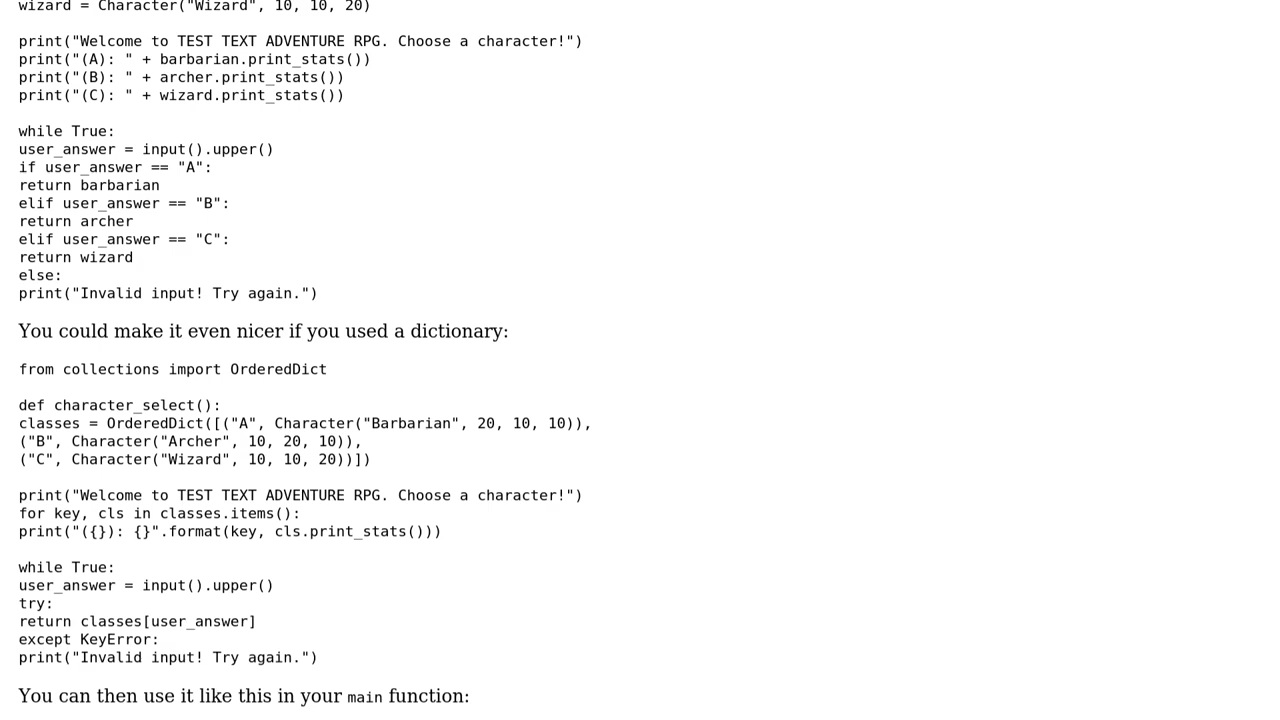 wizard = Character("Wizard", 10, 10, 20)
print("Welcome to TEST TEXT ADVENTURE RPG. Choose a character!")
print("(A): " + barbarian.print_stats())
print("(B): " + archer.print_stats())
print("(C): " + wizard.print_stats())
while True:
user_answer = input().upper()
if user_answer == "A":
return barbarian
elif user_answer == "B":
return archer
elif user_answer == "C":
return wizard
else:
print("Invalid input! Try again.")
You could make it even nicer if you used a dictionary:
from collections import OrderedDict
def character_select():
classes = OrderedDict([("A", Character("Barbarian", 20, 10, 10)),
("B", Character("Archer", 10, 20, 10)),
("C", Character("Wizard", 10, 10, 20))])
print("Welcome to TEST TEXT ADVENTURE RPG. Choose a character!")
for key, cls in classes.items():
print("({}): {}".format(key, cls.print_stats()))
while True:
user_answer = input().upper()
try:
return classes[user_answer]
except KeyError:
print("Invalid input! Try again.")
You can then use it like this in your main function: